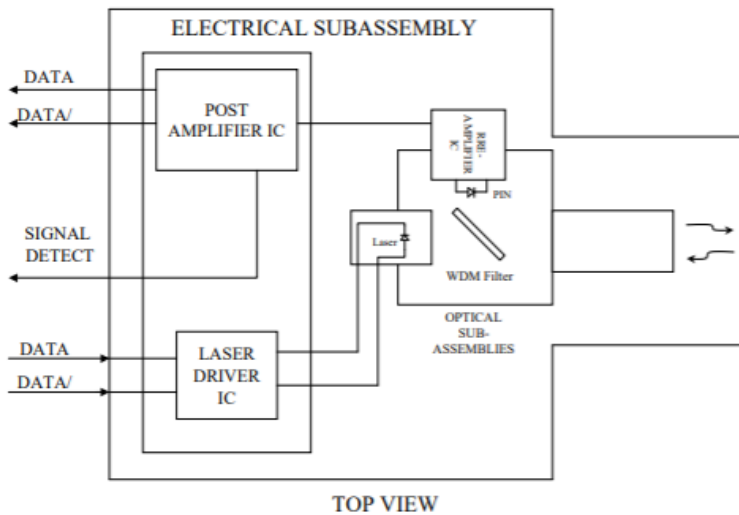 ELECTRICAL SUBASSEMBLY
DATA
DATA/
POST
AMPLIFIER IC
RRE-
AMPLIFIER
IC
PIN
SIGNAL
DETECT
Laser
WDM Filter
OPTICAL
SUB-
ASSEMBLIES
DATA
DATA/
LASER
DRIVER
IC
TOP VIEW